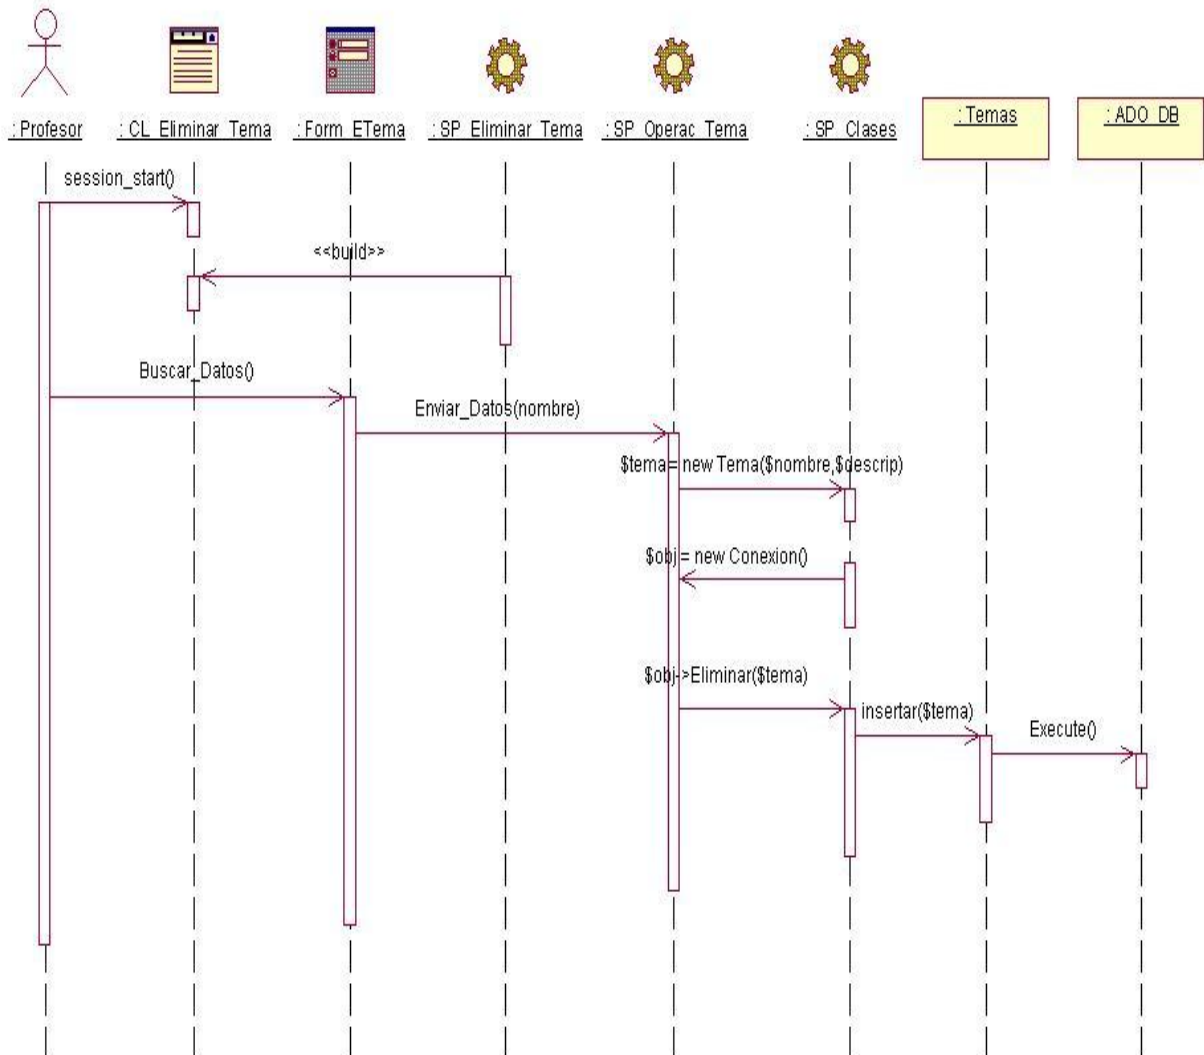 : Profesor : CL_Eliminar_Tema : Form_ETema : SP_Eliminar_Tema : SP_Operac_Tema : SP_Clases : Temas : ADO_DB
session_start()
<<build>>
Buscar_Datos()
Enviar_Datos(nombre)
$tema= new Tema($nombre,$descrip)
$obj = new Conexion()
$obj->Eliminar($tema)
insertar($tema)
Execute()